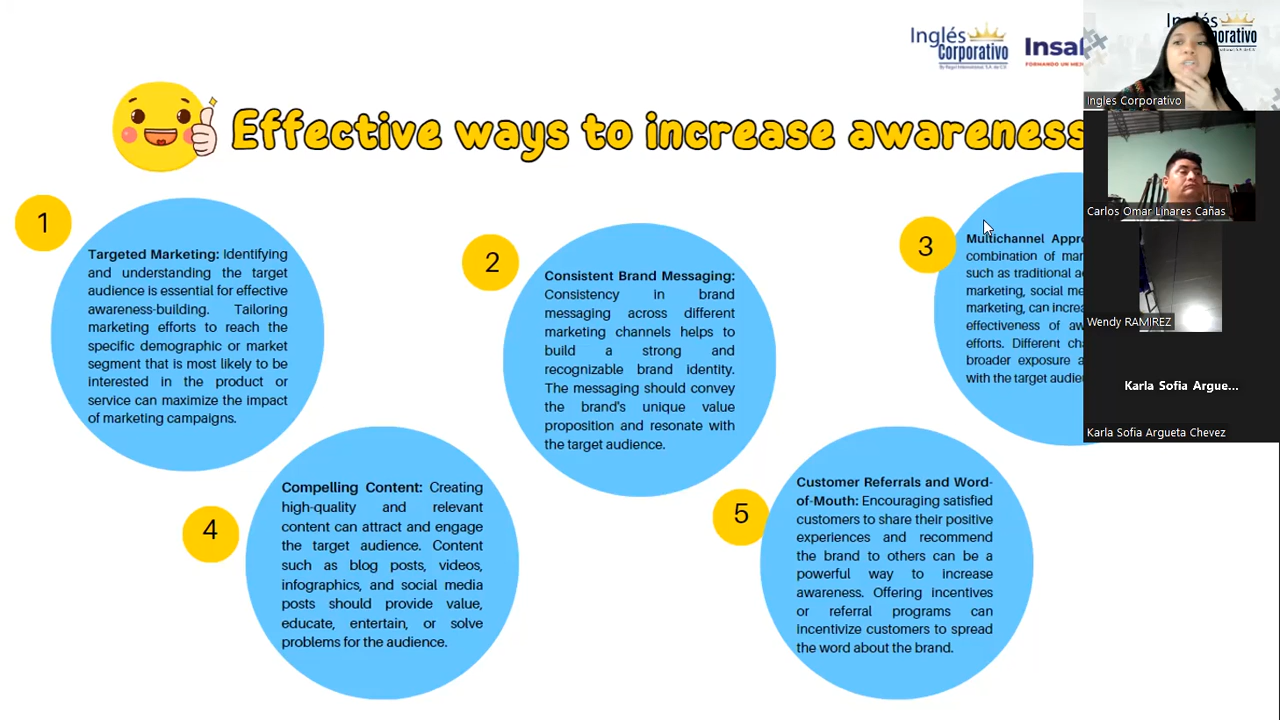 Inglés
Corporativo
By Regal International, S.A. de C.V.
FORMANDO UN
Inglés
Corporativo
Effective ways to increase awareness
Ingles Corporativo
Carlos Omar Linares Cañas
Wendy RAMIREZ
Karla Sofia Argue...
Karla Sofia Argueta Chevez
1
Targeted Marketing: Identifying
and understanding the target
audience is essential for effective
awareness-building. Tailoring
marketing efforts to reach the
specific demographic or market
segment that is most likely to be
interested in the product or
service can maximize the impact
of marketing campaigns.
2
Consistent Brand Messaging:
Consistency in brand
messaging across different
marketing channels helps to
build a strong and
recognizable brand identity.
The messaging should convey
the brand's unique value
proposition and resonate with
the target audience.
3
Multichannel
combination of
such as traditional
marketing, social
marketing, can
effectiveness of
efforts. Different
broader exposure
with the target
4
Compelling Content: Creating
high-quality and relevant
content can attract and engage
the target audience. Content
such as blog posts, videos,
infographics, and social media
posts should provide value,
educate, entertain, or solve
problems for the audience.
5
Customer Referrals and Word-
of-Mouth: Encouraging satisfied
customers to share their positive
experiences and recommend
the brand to others can be a
powerful way to increase
awareness. Offering incentives
or referral programs can
incentivize customers to spread
the word about the brand.